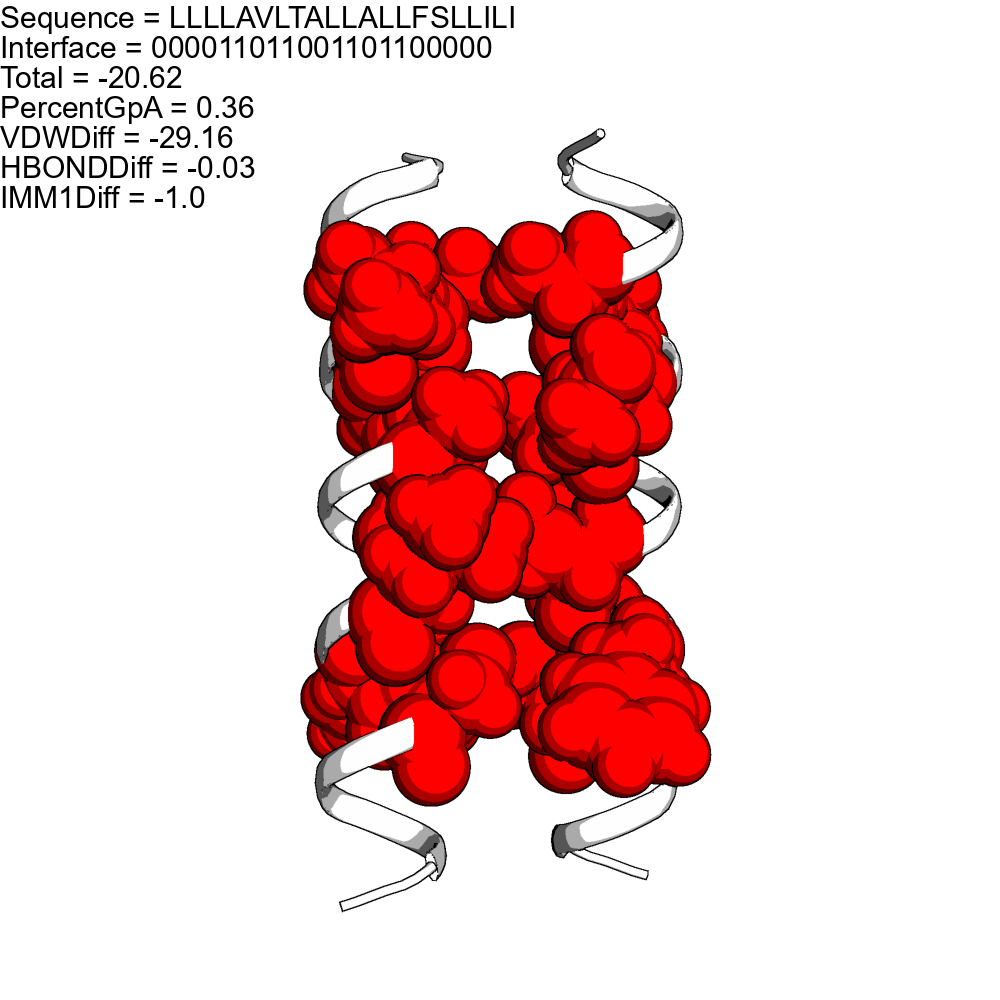 Sequence = LLLLAVLTALLALLFSLLILI
Interface = 000011011001101100000
Total = -20.62
PercentGpA = 0.36
VDWDiff = -29.16
HBONDDiff = -0.03
IMM1Diff = -1.0